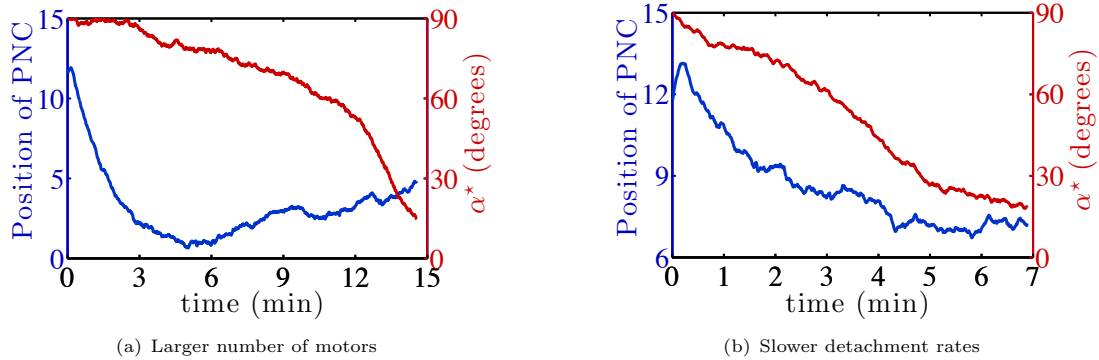 Position of PNC
15
10
5
0
0 3 6 9 12 15
time (min)
90
60
30
0
α* (degrees)
(a) Larger number of motors
Position of PNC
15
12
9
6
0 1 2 3 4 5 6 7
time (min)
90
60
30
0
α* (degrees)
(b) Slower detachment rates